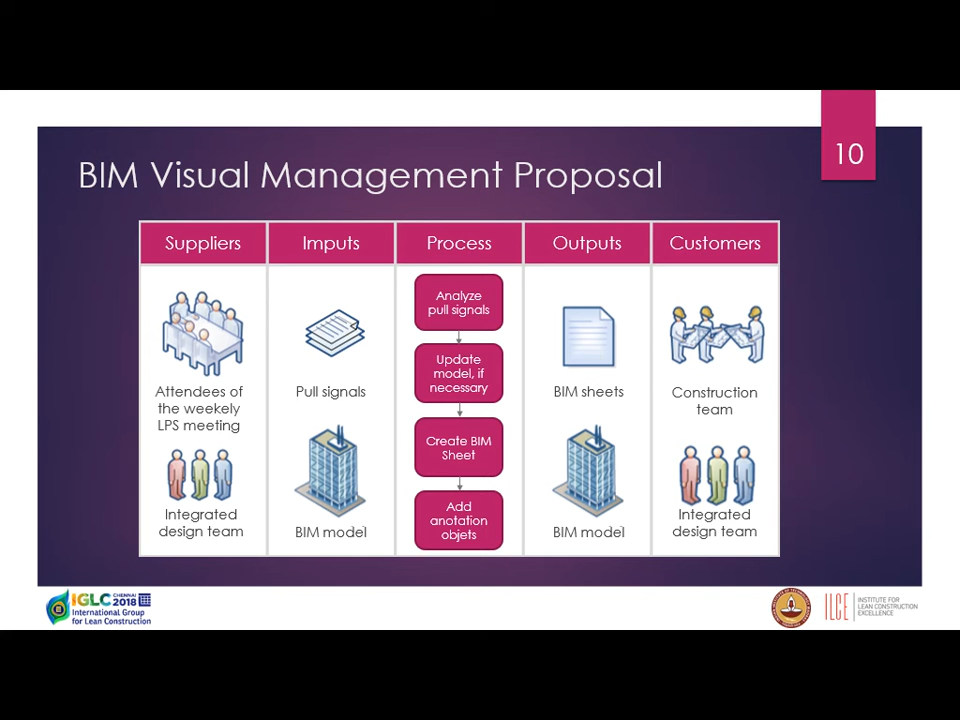 10
BIM Visual Management Proposal
Suppliers
Imputs
Process
Outputs
Customers
Attendees of
the weekely
LPS meeting
Integrated
design team
Pull signals
BIM model
Analyze
pull signals
Update
model, if
necessary
Create BIM
Sheet
Add
anotation
objets
BIM sheets
BIM model
Construction
team
Integrated
design team
IGLC CHENNAI 2018
International Group
for Lean Construction
ILCE
INSTITUTE FOR
LEAN CONSTRUCTION
EXCELLENCE